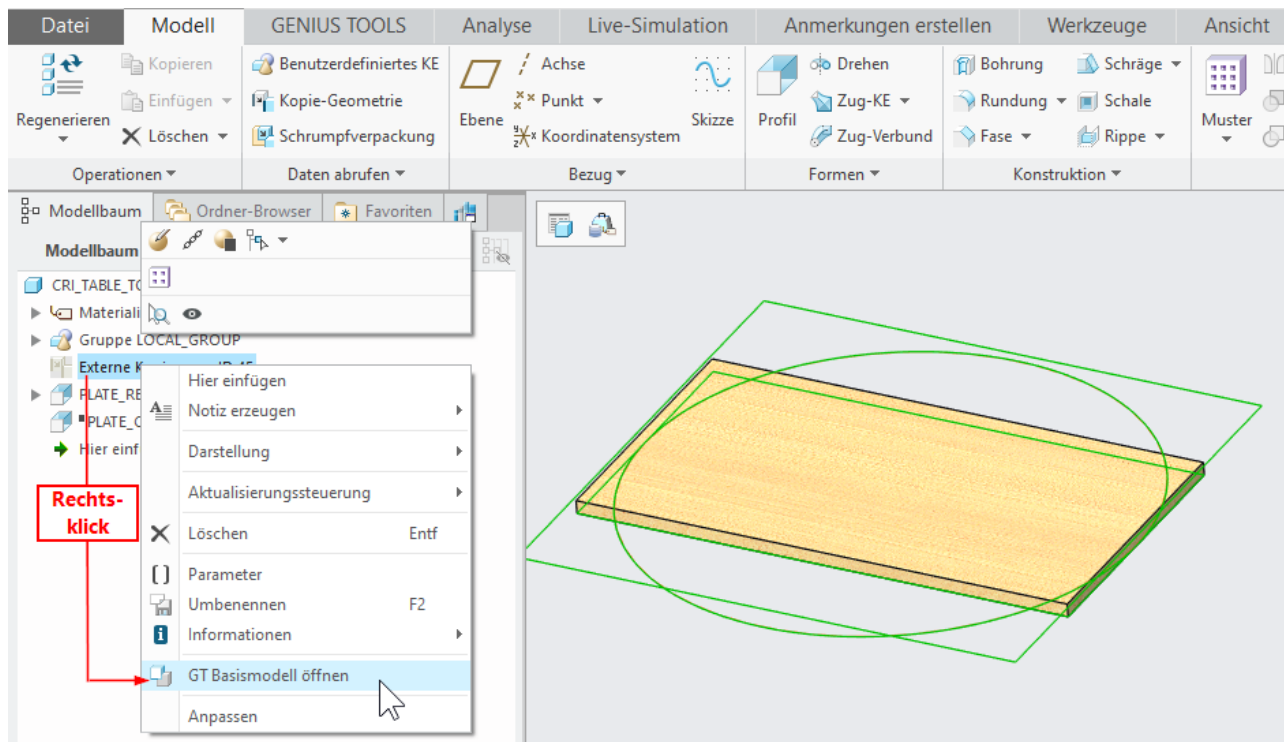 Datei Modell GENIUS TOOLS Analyse Live-Simulation Anmerkungen erstellen Werkzeuge Ansicht
Kopieren Benutzerdefiniertes KE Achse Drehen Bohrung Schräge
Einfügen Kopie-Geometrie Punkt Zug-KE Rundung Schale
Regenerieren Ebene Skizze Profil Muster
Löschen Schrumpfverpackung Koordinatensystem Zug-Verbund Fase Rippe
Operationen Daten abrufen Bezug Formen Konstruktion
Modellbaum Ordner-Browser Favoriten
Modellbaum
CRI_TABLE_TO
Materiali
Gruppe LOCAL_GROUP
Externe K
PLATE_RE
PLATE_
Hier einf
Hier einfügen
Notiz erzeugen
Darstellung
Aktualisierungssteuerung
Löschen Entf
Parameter
Umbenennen F2
Informationen
GT Basismodell öffnen
Anpassen
Rechts-
klick